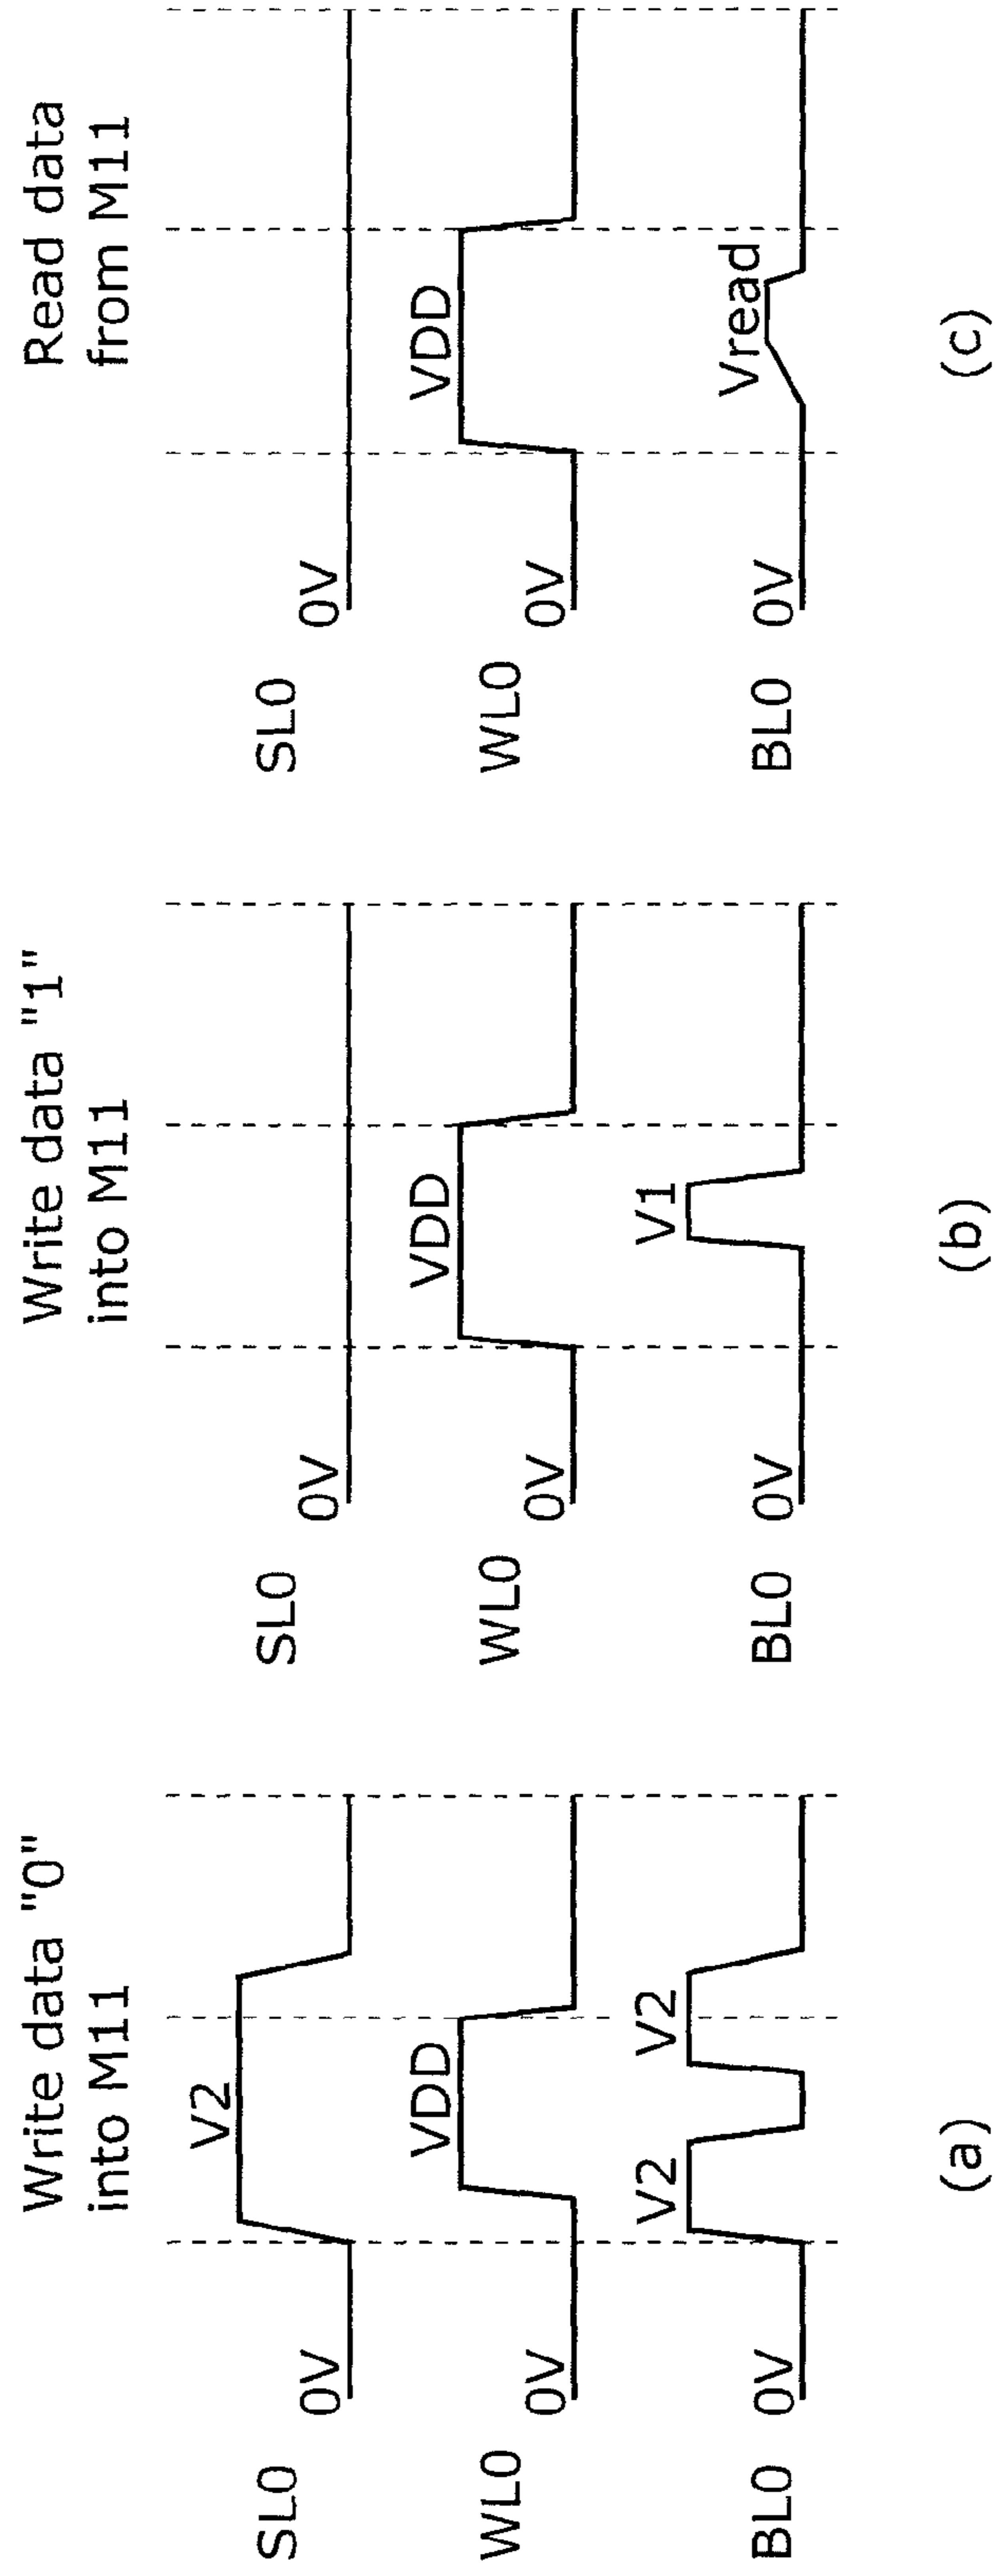 Write data "0"
into M11
SL0
0V
V2
WL0
0V
VDD
BL0
0V
V2
V2
(a)
Write data "1"
into M11
SL0
0V
WL0
0V
VDD
BL0
0V
V1
(b)
Read data
from M11
SL0
0V
WL0
0V
VDD
BL0
0V
Vread
(c)